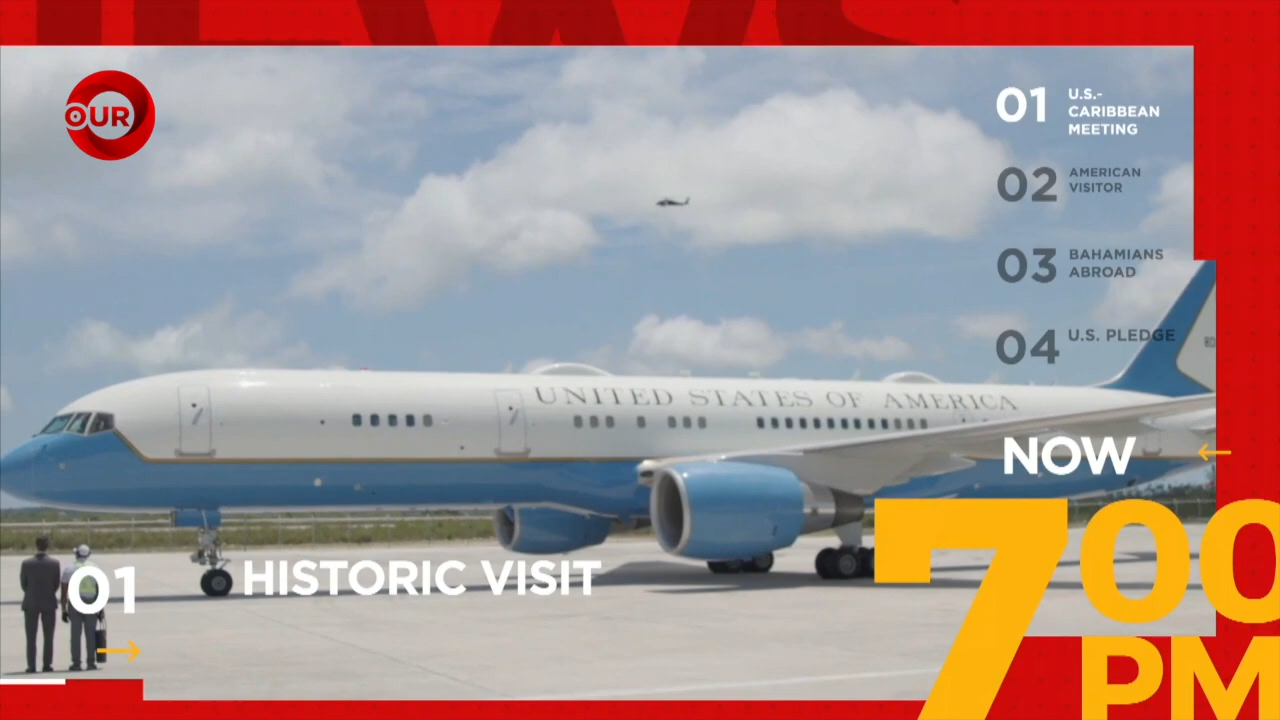 NEWS
OUR
01
U.S.-
CARIBBEAN
MEETING
02
AMERICAN
VISITOR
03
BAHAMIANS
ABROAD
04
U.S. PLEDGE
UNITED STATES OF AMERICA
NOW
7 00
PM
01
HISTORIC VISIT